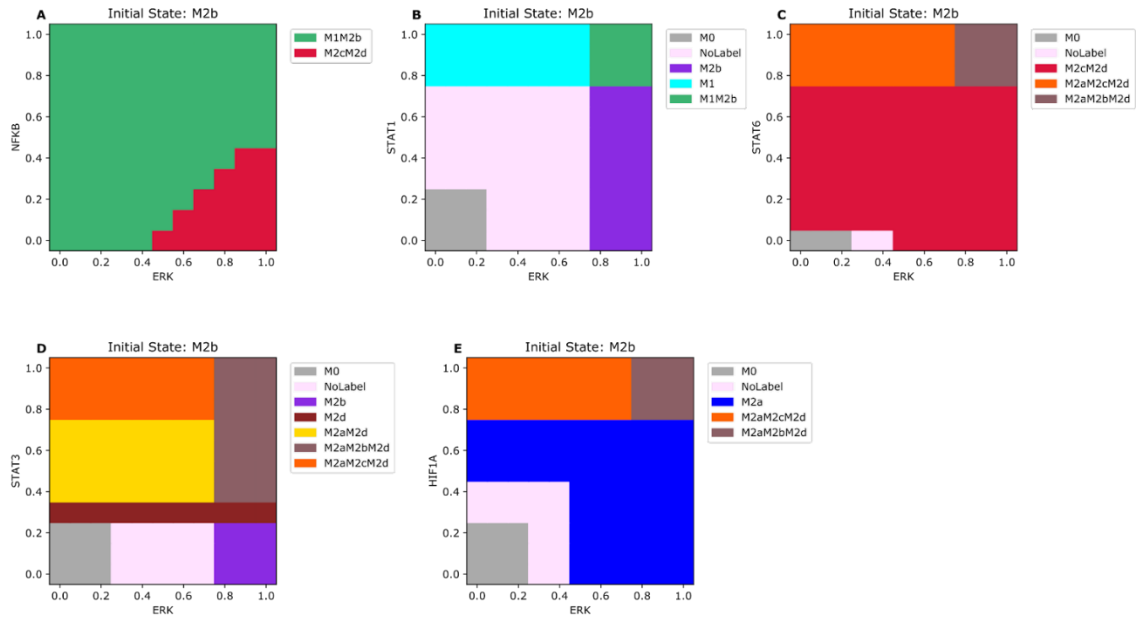 A
Initial State: M2b
NFKB
1.0
0.8
0.6
0.4
0.2
0.0
0.0 0.2 0.4 0.6 0.8 1.0
ERK
M1M2b
M2cM2d
B
Initial State: M2b
STAT1
1.0
0.8
0.6
0.4
0.2
0.0
0.0 0.2 0.4 0.6 0.8 1.0
ERK
M0
NoLabel
M2b
M1
M1M2b
C
Initial State: M2b
STAT6
1.0
0.8
0.6
0.4
0.2
0.0
0.0 0.2 0.4 0.6 0.8 1.0
ERK
M0
NoLabel
M2cM2d
M2aM2cM2d
M2aM2bM2d
D
Initial State: M2b
STAT3
1.0
0.8
0.6
0.4
0.2
0.0
0.0 0.2 0.4 0.6 0.8 1.0
ERK
M0
NoLabel
M2b
M2d
M2aM2d
M2aM2bM2d
M2aM2cM2d
E
Initial State: M2b
HIF1A
1.0
0.8
0.6
0.4
0.2
0.0
0.0 0.2 0.4 0.6 0.8 1.0
ERK
M0
NoLabel
M2a
M2aM2cM2d
M2aM2bM2d